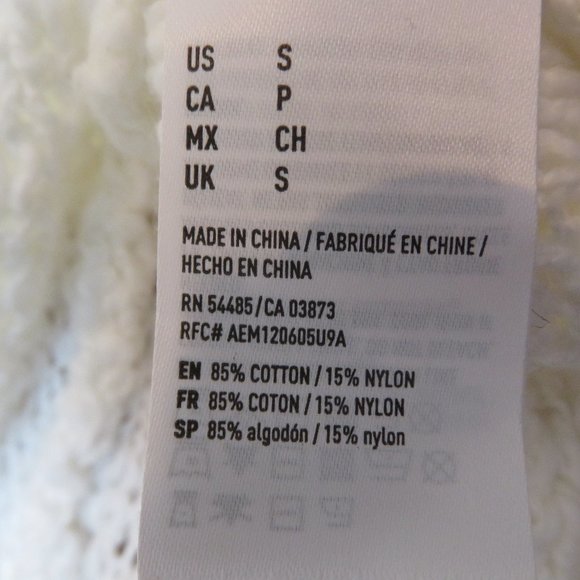 US S
CA P
MX CH
UK S
MADE IN CHINA / FABRIQUÉ EN CHINE /
HECHO EN CHINA
RN 54485/CA 03873
RFC# AEM120605U9A
EN 85% COTTON / 15% NYLON
FR 85% COTON / 15% NYLON
SP 85% algodón / 15% nylon